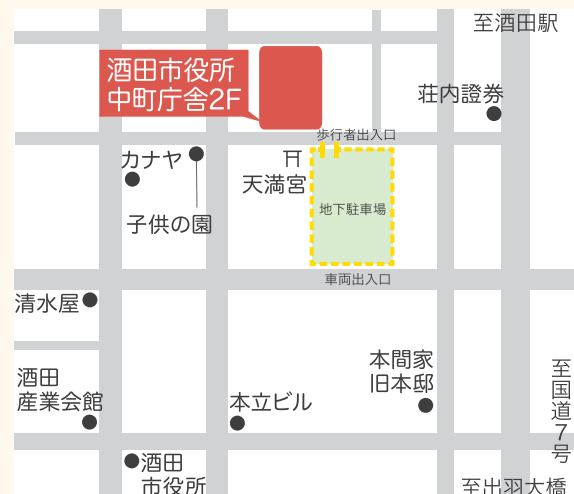 至酒田駅
酒田市役所
中町庁舎2F
荘内證券
歩行者出入口
カナヤ
天満宮
地下駐車場
子供の園
車両出入口
清水屋
本間家
旧本邸
酒田
産業会館
本立ビル
至国道7号
酒田
市役所
至出羽大橋